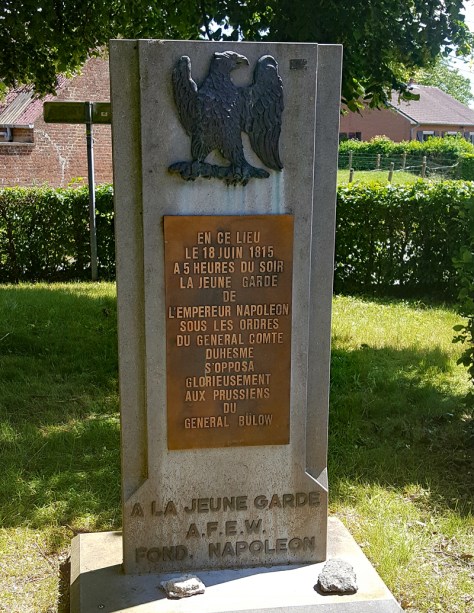 EN CE LIEU
LE 18 JUIN 1815
A 5 HEURES DU SOIR
LA JEUNE GARDE
DE
L'EMPEREUR NAPOLEON
SOUS LES ORDRES
DU GENERAL COMTE
DUHESME
S'OPPOSA
GLORIEUSEMENT
AUX PRUSSIENS
DU
GENERAL BÜLOW
A LA JEUNE GARDE
A.F.E.W.
FOND. NAPOLEON